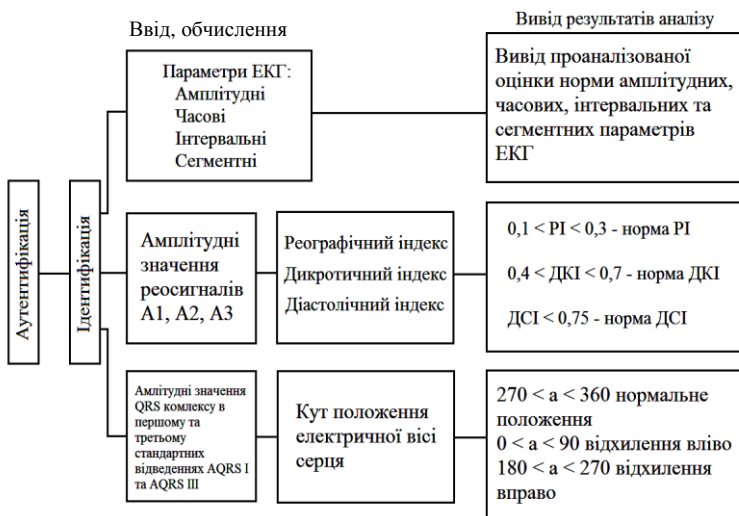 Ввід, обчислення
Вивід результатів аналізу
Аутентифікація
Ідентифікація
Параметри ЕКГ:
Амплітудні
Часові
Інтервальні
Сегментні
Вивід проаналізованої
оцінки норми амплітудних,
часових, інтервальних та
сегментних параметрів
ЕКГ
Амплітудні
значення
реосигналів
А1, А2, А3
Реографічний індекс
Дикротичний індекс
Діастолічний індекс
0,1 < РІ < 0,3 - норма РІ
0,4 < ДКІ < 0,7 - норма ДКІ
ДСІ < 0,75 - норма ДСІ
Амлітудні значення
QRS комлексу в
першому та
третьому
стандартних
відведеннях AQRS I
та AQRS III
Кут положення
електричної вісі
серця
270 < a < 360 нормальне
положення
0 < a < 90 відхилення вліво
180 < a < 270 відхилення
вправо